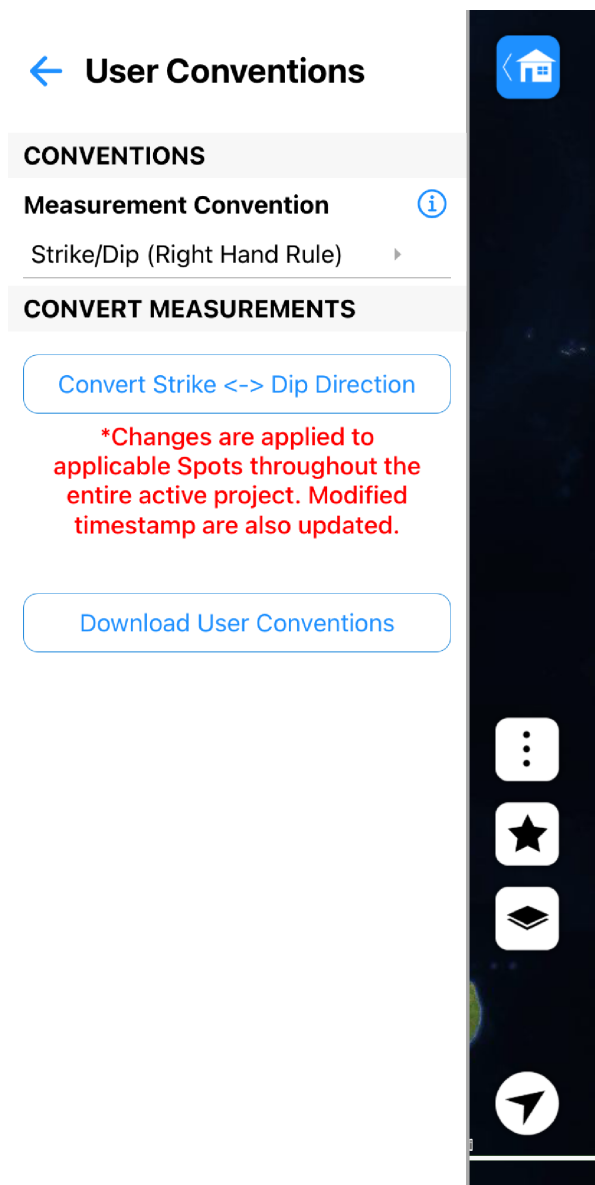 User Conventions
CONVENTIONS
Measurement Convention
Strike/Dip (Right Hand Rule)
CONVERT MEASUREMENTS
Convert Strike <-> Dip Direction
*Changes are applied to
applicable Spots throughout the
entire active project. Modified
timestamp are also updated.
Download User Conventions